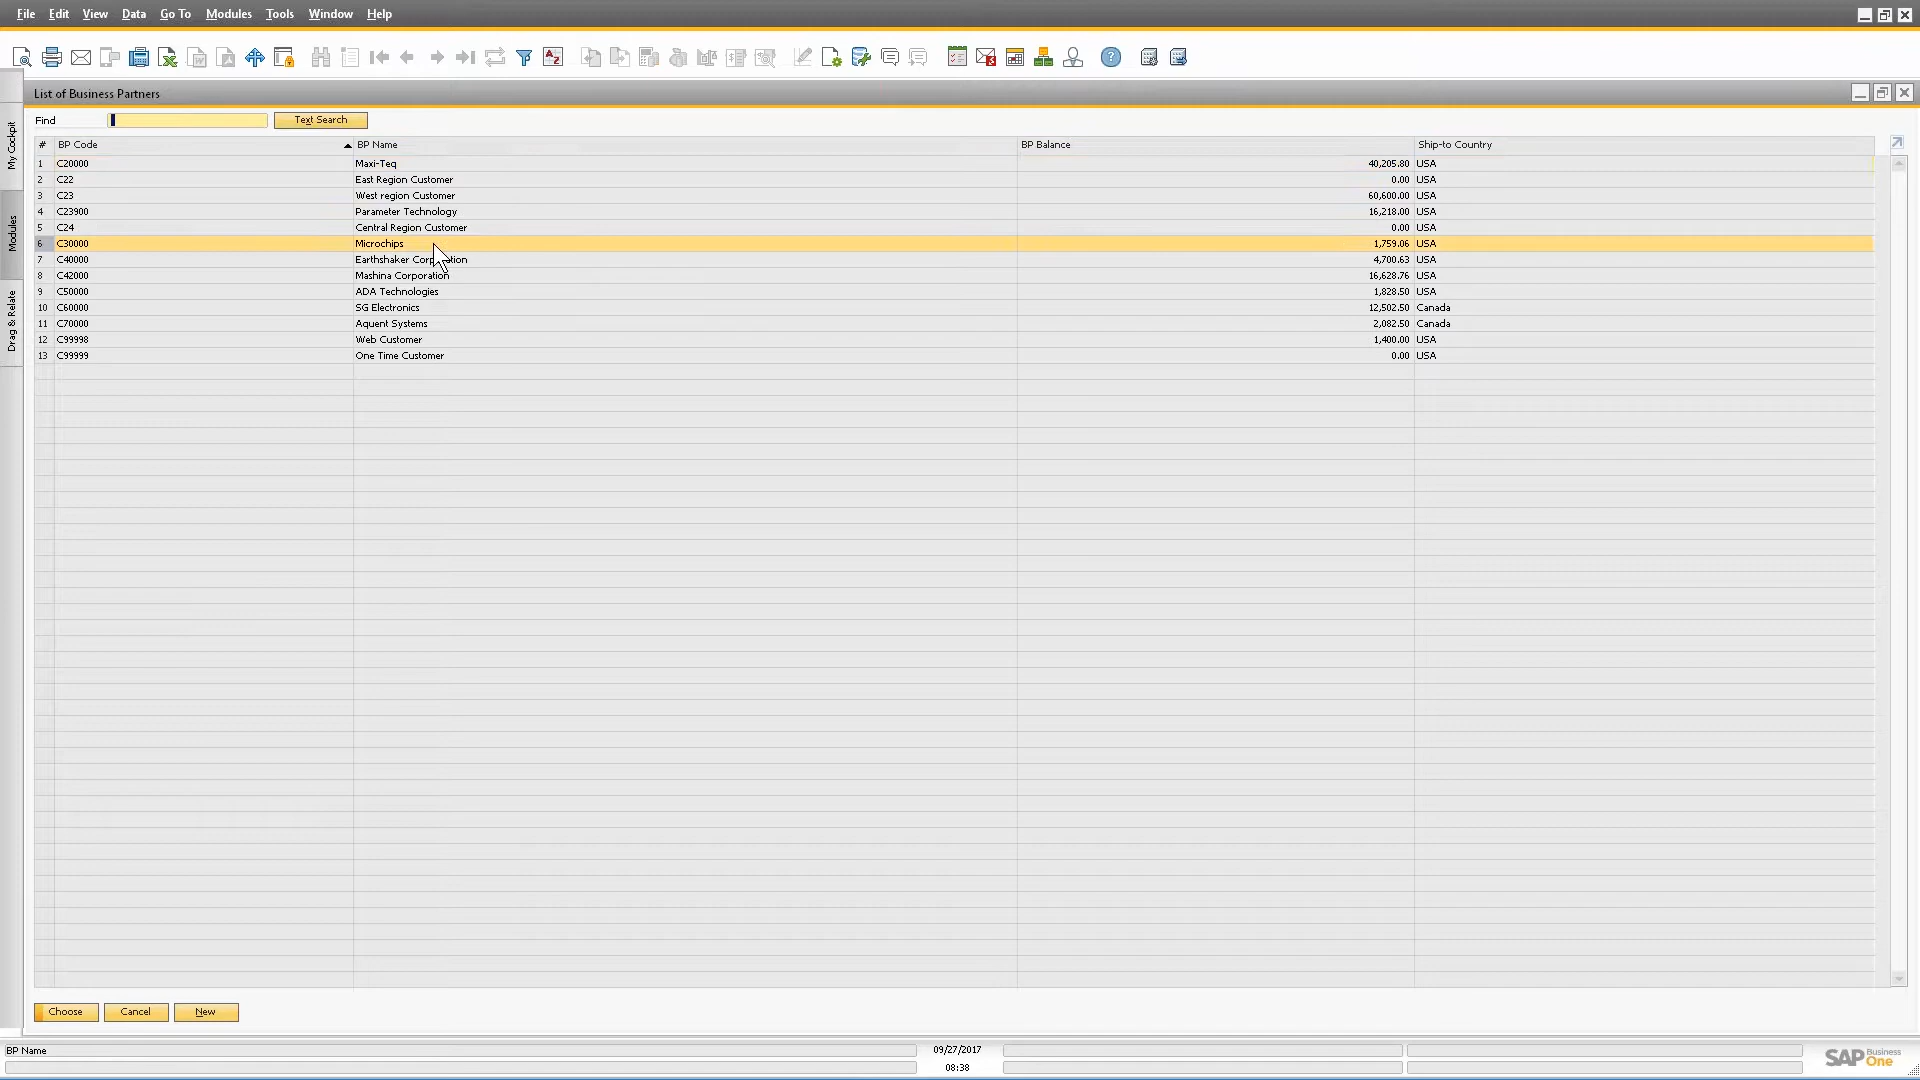 File Edit View Data Go To Modules Tools Window Help
List of Business Partners
Find Text Search
# BP Code BP Name BP Balance Ship-to Country
1 C20000 Maxi-Teq 40,205.80 USA
2 C22 East Region Customer 0.00 USA
3 C23 West region Customer 60,600.00 USA
4 C23900 Parameter Technology 16,218.00 USA
5 C24 Central Region Customer 0.00 USA
6 C30000 Microchips 1,759.06 USA
7 C40000 Earthshaker Corporation 4,700.63 USA
8 C42000 Mashina Corporation 16,628.76 USA
9 C50000 ADA Technologies 1,828.50 USA
10 C60000 SG Electronics 12,502.50 Canada
11 C70000 Aquent Systems 2,082.50 Canada
12 C99998 Web Customer 1,400.00 USA
13 C99999 One Time Customer 0.00 USA
My Cockpit
Modules
Drag & Relate
Choose Cancel New
BP Name 09/27/2017
08:38
SAP Business One